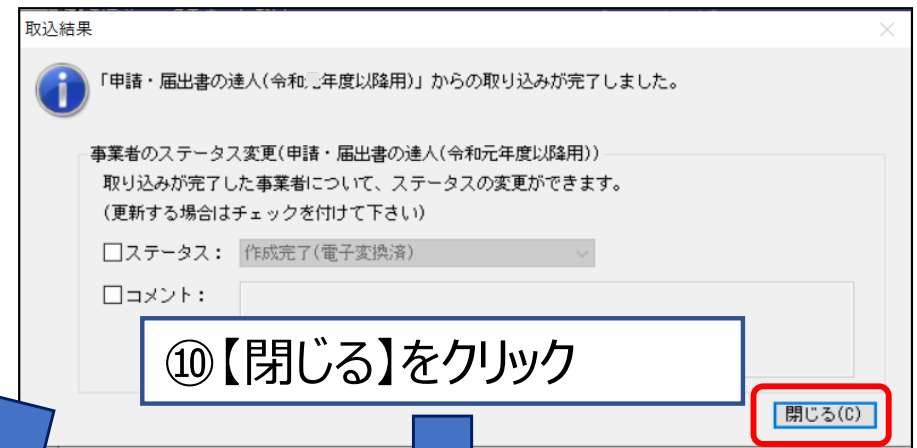 取込結果
「申請・届出書の達人(令和元年度以降用)」からの取り込みが完了しました。
事業者のステータス変更(申請・届出書の達人(令和元年度以降用))
取り込みが完了した事業者について、ステータスの変更ができます。
(更新する場合はチェックを付けて下さい)
ステータス： 作成完了(電子変換済)
コメント：
⑩【閉じる】をクリック
閉じる(C)